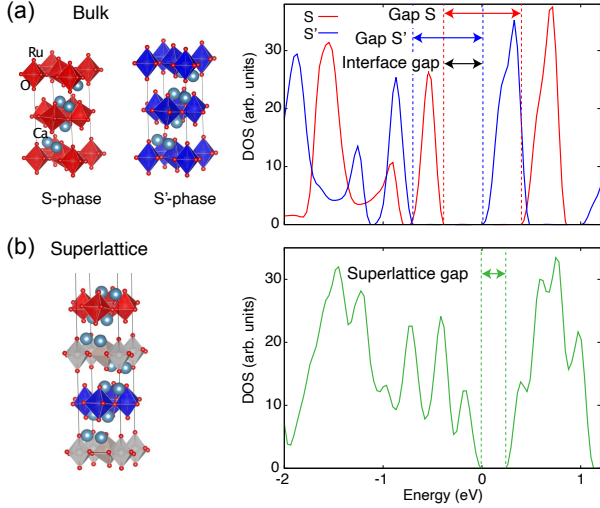 (a)
Bulk
Ru
O
Ca
S-phase
S'-phase
S
S'
Gap S
Gap S'
Interface gap
DOS (arb. units)
30
20
10
0
(b)
Superlattice
Superlattice gap
DOS (arb. units)
30
20
10
0
-2
-1
0
1
Energy (eV)